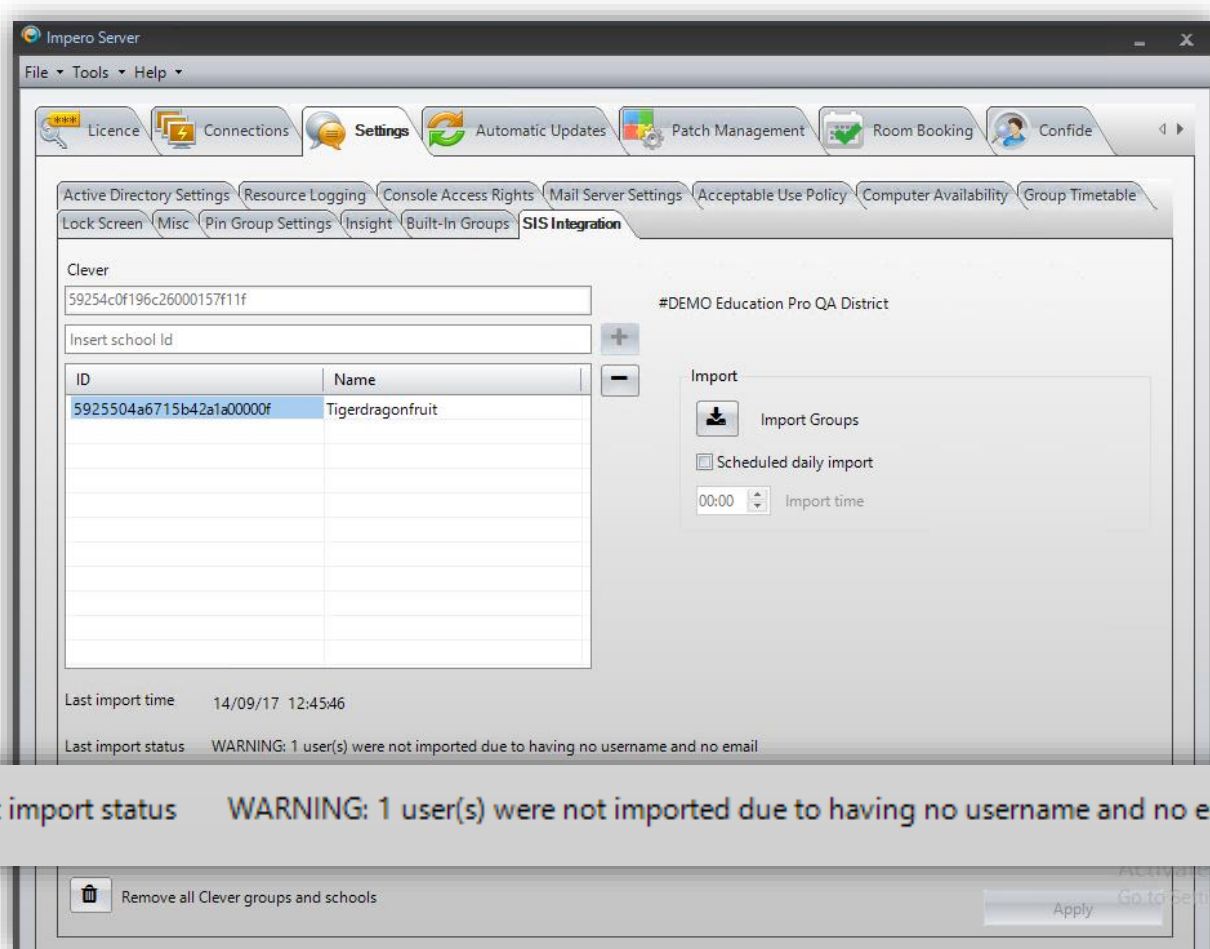 Impero Server
File Tools Help
*** Licence Connections Settings Automatic Updates Patch Management Room Booking Confide
Active Directory Settings Resource Logging Console Access Rights Mail Server Settings Acceptable Use Policy Computer Availability Group Timetable
Lock Screen Misc Pin Group Settings Insight Built-In Groups SIS Integration
Clever
59254c0f196c26000157f11f
#DEMO Education Pro QA District
Insert school Id
ID Name
5925504a6715b42a1a00000f Tigerdragonfruit
Import
Import Groups
Scheduled daily import
00:00 Import time
Last import time 14/09/17 12:45:46
Last import status WARNING: 1 user(s) were not imported due to having no username and no email
t import status WARNING: 1 user(s) were not imported due to having no username and no e
Activate
Remove all Clever groups and schools
Apply
Go to Setti